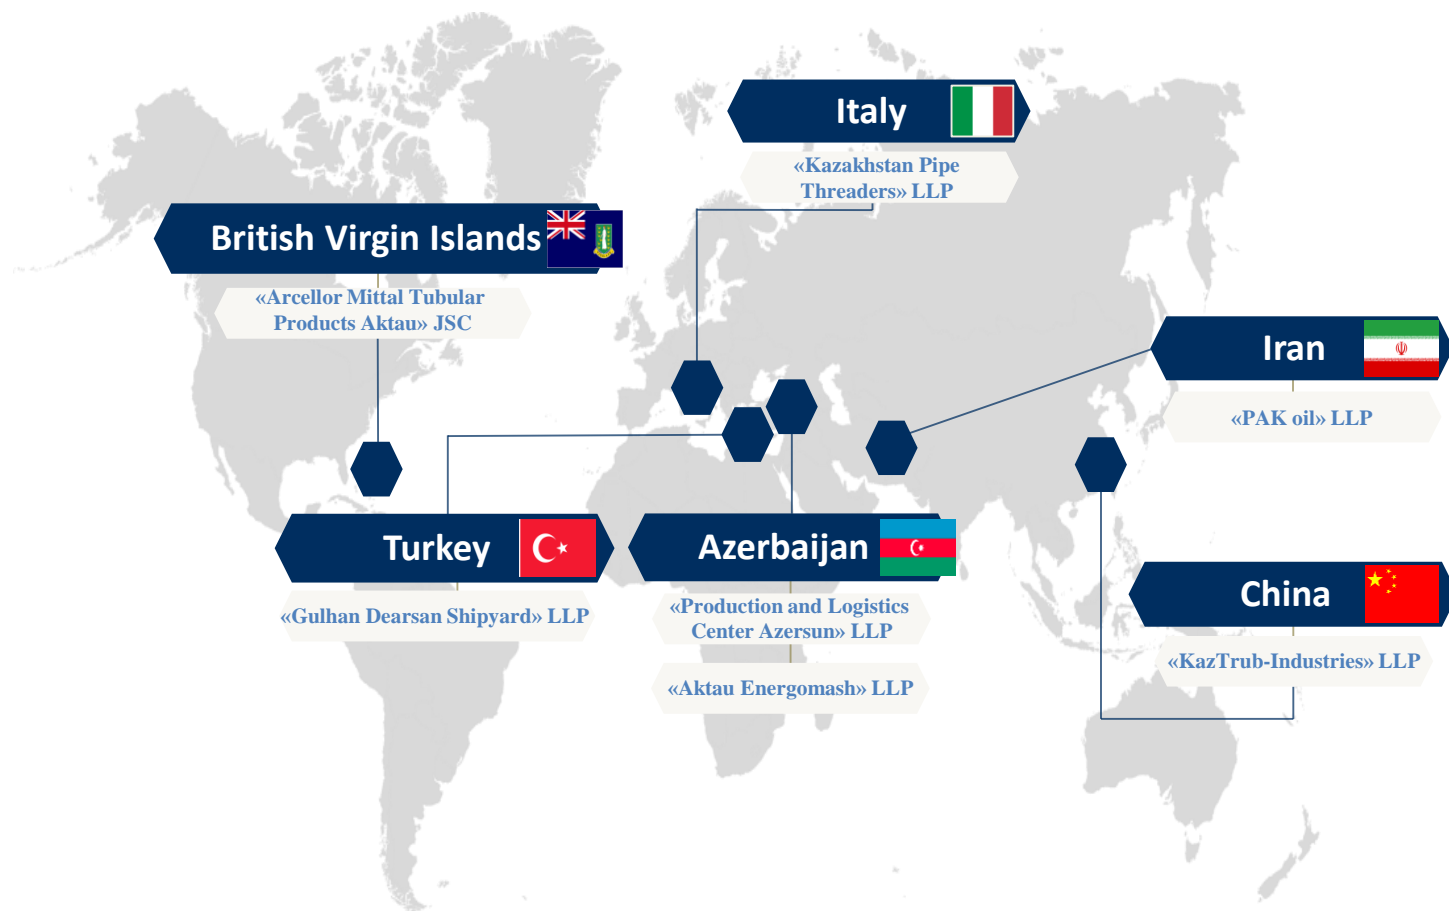 Italy
«Kazakhstan Pipe
Threaders» LLP
British Virgin Islands
«Arcellor Mittal Tubular
Products Aktau» JSC
Iran
«PAK oil» LLP
Turkey
«Gulhan Dearsan Shipyard» LLP
Azerbaijan
«Production and Logistics
Center Azersun» LLP
«Aktau Energomash» LLP
China
«KazTrub-Industries» LLP